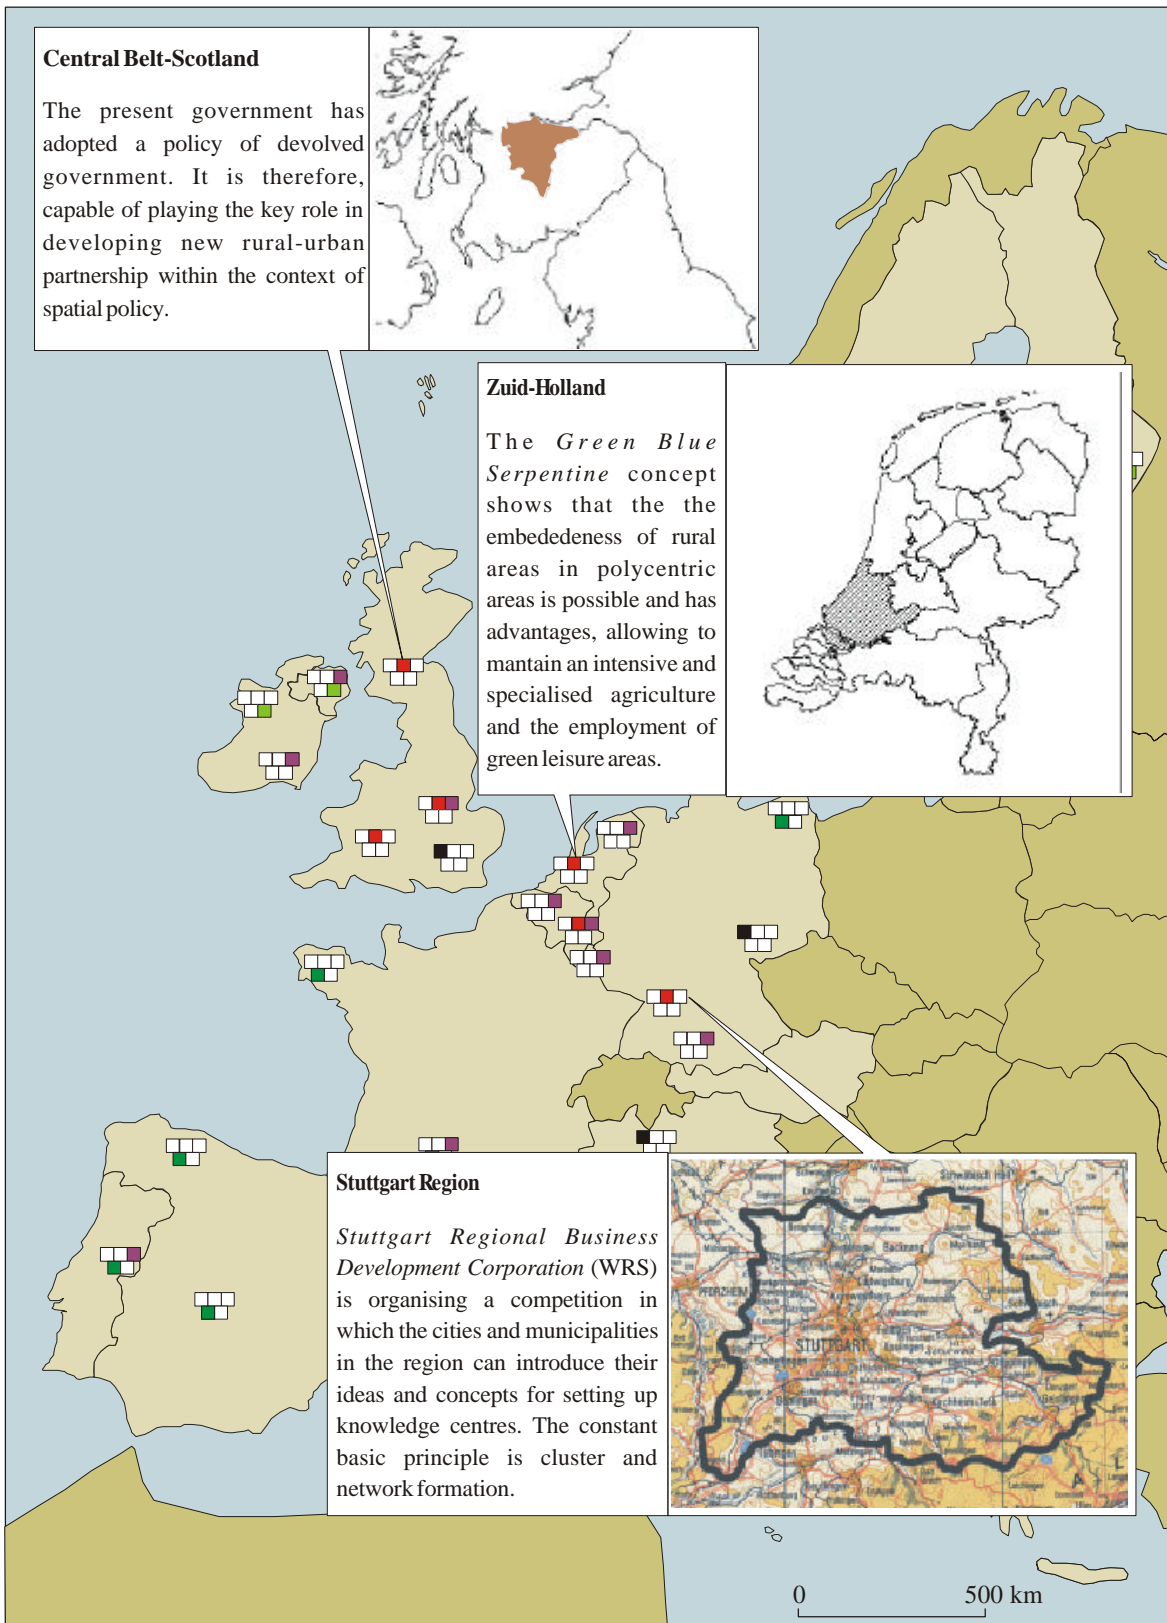 Central Belt-Scotland
The present government has
adopted a policy of devolved
government. It is therefore,
capable of playing the key role in
developing new rural-urban
partnership within the context of
spatial policy.
Zuid-Holland
The Green Blue
Serpentine concept
shows that the the
embededeness of rural
areas in polycentric
areas is possible and has
advantages, allowing to
mantain an intensive and
specialised agriculture
and the employment of
green leisure areas.
Stuttgart Region
Stuttgart Regional Business
Development Corporation (WRS)
is organising a competition in
which the cities and municipalities
in the region can introduce their
ideas and concepts for setting up
knowledge centres. The constant
basic principle is cluster and
network formation.
PFORZHEIM
Backnang
Ludwigsburg
STUTTGART
A L
0 500 km